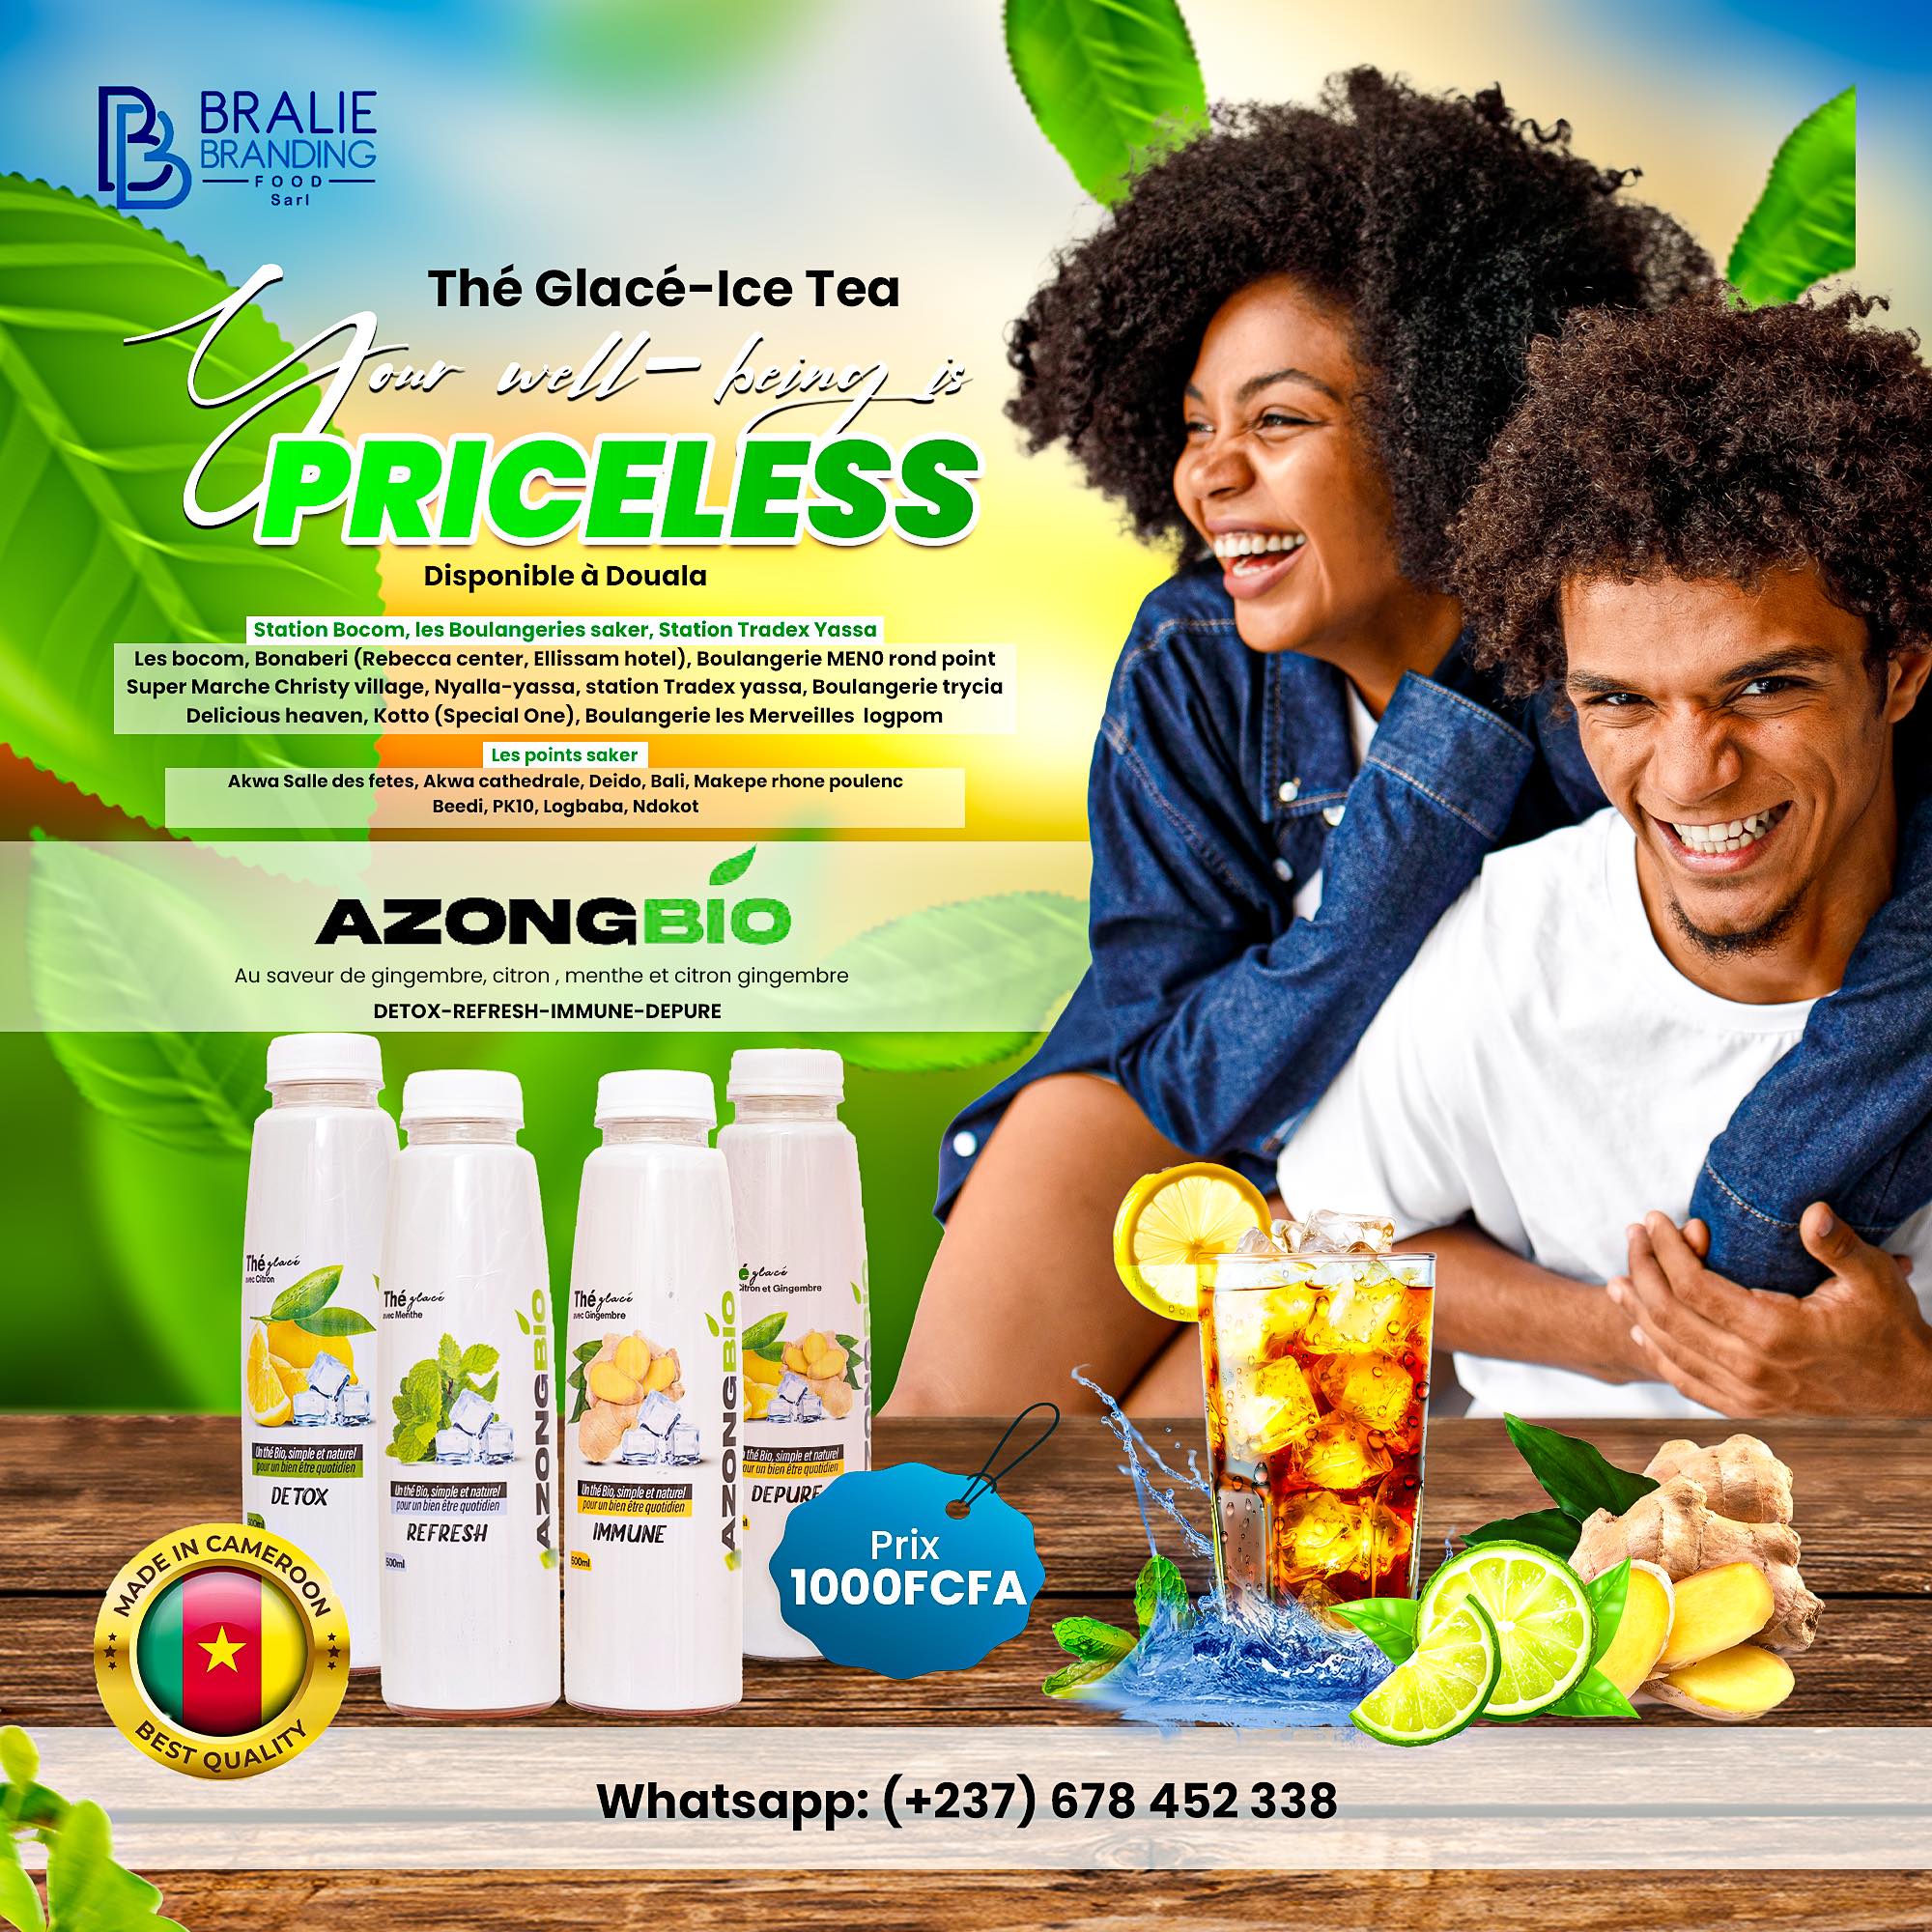 BRALIE
BRANDING
FOOD
Sarl
Thé Glacé-Ice Tea
Your well-being is
PRICELESS
Disponible à Douala
Station Bocom, les Boulangeries saker, Station Tradex Yassa
Les bocom, Bonaberi (Rebecca center, Ellissam hotel), Boulangerie MEN0 rond point
Super Marche Christy village, Nyalla-yassa, station Tradex yassa, Boulangerie trycia
Delicious heaven, Kotto (Special One), Boulangerie les Merveilles logpom
Les points saker
Akwa Salle des fetes, Akwa cathedrale, Deido, Bali, Makepe rhone poulenc
Beedi, PK10, Logbaba, Ndokot
AZONGBIO
Au saveur de gingembre, citron , menthe et citron gingembre
DETOX-REFRESH-IMMUNE-DEPURE
Thé glacé
avec Citron
Un thé Bio, simple et naturel
pour un bien être quotidien
DETOX
500ml
Thé glacé
avec Menthe
Un thé Bio, simple et naturel
pour un bien être quotidien
REFRESH
500ml
AZONGBIO
Thé glacé
avec Gingembre
Un thé Bio, simple et naturel
pour un bien être quotidien
IMMUNE
500ml
AZONGBIO
é glacé
Citron et Gingembre
thé Bio, simple et naturel
our un bien être quotidien
DEPURE
AZONGBIO
Prix
1000FCFA
MADE IN CAMEROON
BEST QUALITY
Whatsapp: (+237) 678 452 338